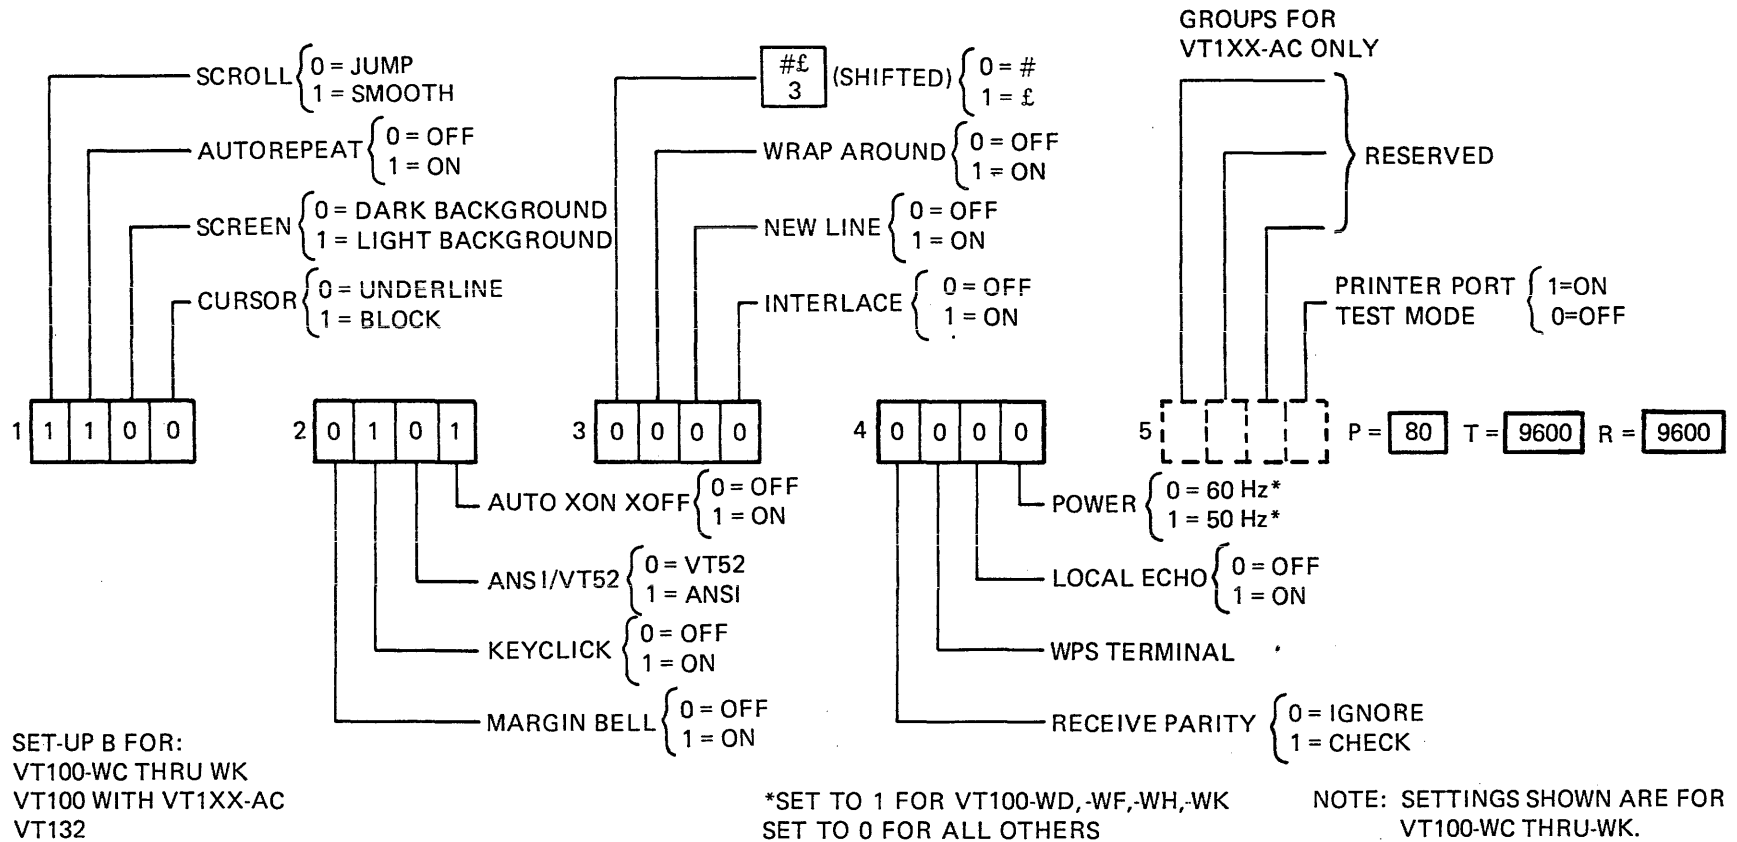 GROUPS FOR
VT1XX-AC ONLY
SCROLL 0 = JUMP
1 = SMOOTH
AUTOREPEAT 0 = OFF
1 = ON
SCREEN 0 = DARK BACKGROUND
1 = LIGHT BACKGROUND
CURSOR 0 = UNDERLINE
1 = BLOCK
#£
3
(SHIFTED) 0 = #
1 = £
WRAP AROUND 0 = OFF
1 = ON
NEW LINE 0 = OFF
1 = ON
INTERLACE 0 = OFF
1 = ON
RESERVED
PRINTER PORT 1=ON
TEST MODE 0=OFF
1 1 1 0 0
2 0 1 0 1
3 0 0 0 0
4 0 0 0 0
5 P = 80 T = 9600 R = 9600
AUTO XON XOFF 0 = OFF
1 = ON
ANSI/VT52 0 = VT52
1 = ANSI
KEYCLICK 0 = OFF
1 = ON
MARGIN BELL 0 = OFF
1 = ON
POWER 0 = 60 Hz*
1 = 50 Hz*
LOCAL ECHO 0 = OFF
1 = ON
WPS TERMINAL
RECEIVE PARITY 0 = IGNORE
1 = CHECK
SET-UP B FOR:
VT100-WC THRU WK
VT100 WITH VT1XX-AC
VT132
*SET TO 1 FOR VT100-WD,-WF,-WH,-WK
SET TO 0 FOR ALL OTHERS
NOTE: SETTINGS SHOWN ARE FOR
VT100-WC THRU-WK.